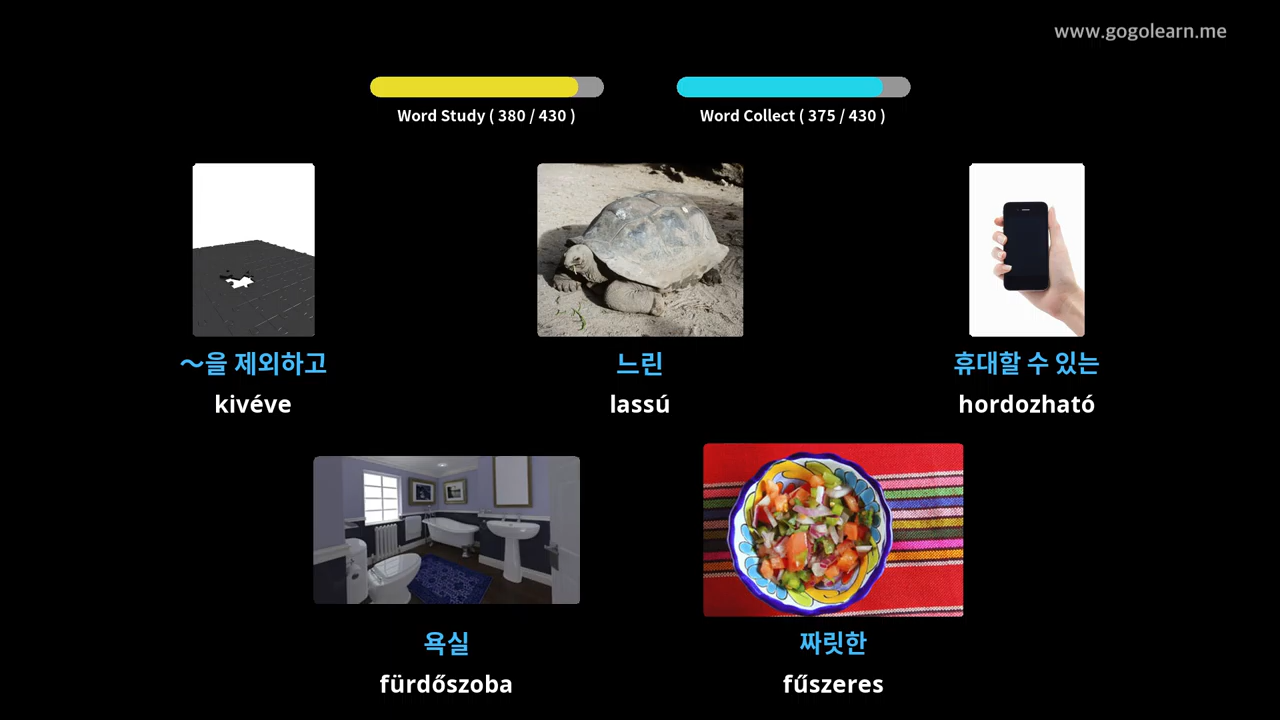 www.gogolearn.me
Word Study ( 380 / 430 )
Word Collect ( 375 / 430 )
～을 제외하고
느린
휴대할 수 있는
kivéve
lassú
hordozható
욕실
짜릿한
fürdőszoba
fűszeres